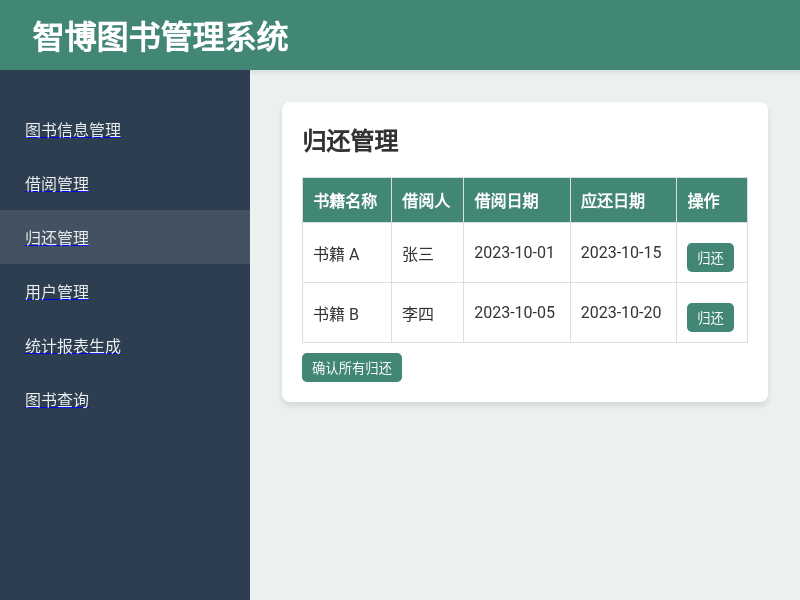 智博图书管理系统
图书信息管理
借阅管理
归还管理
用户管理
统计报表生成
图书查询
归还管理
书籍名称 借阅人 借阅日期 应还日期 操作
书籍 A 张三 2023-10-01 2023-10-15 归还
书籍 B 李四 2023-10-05 2023-10-20 归还
确认所有归还